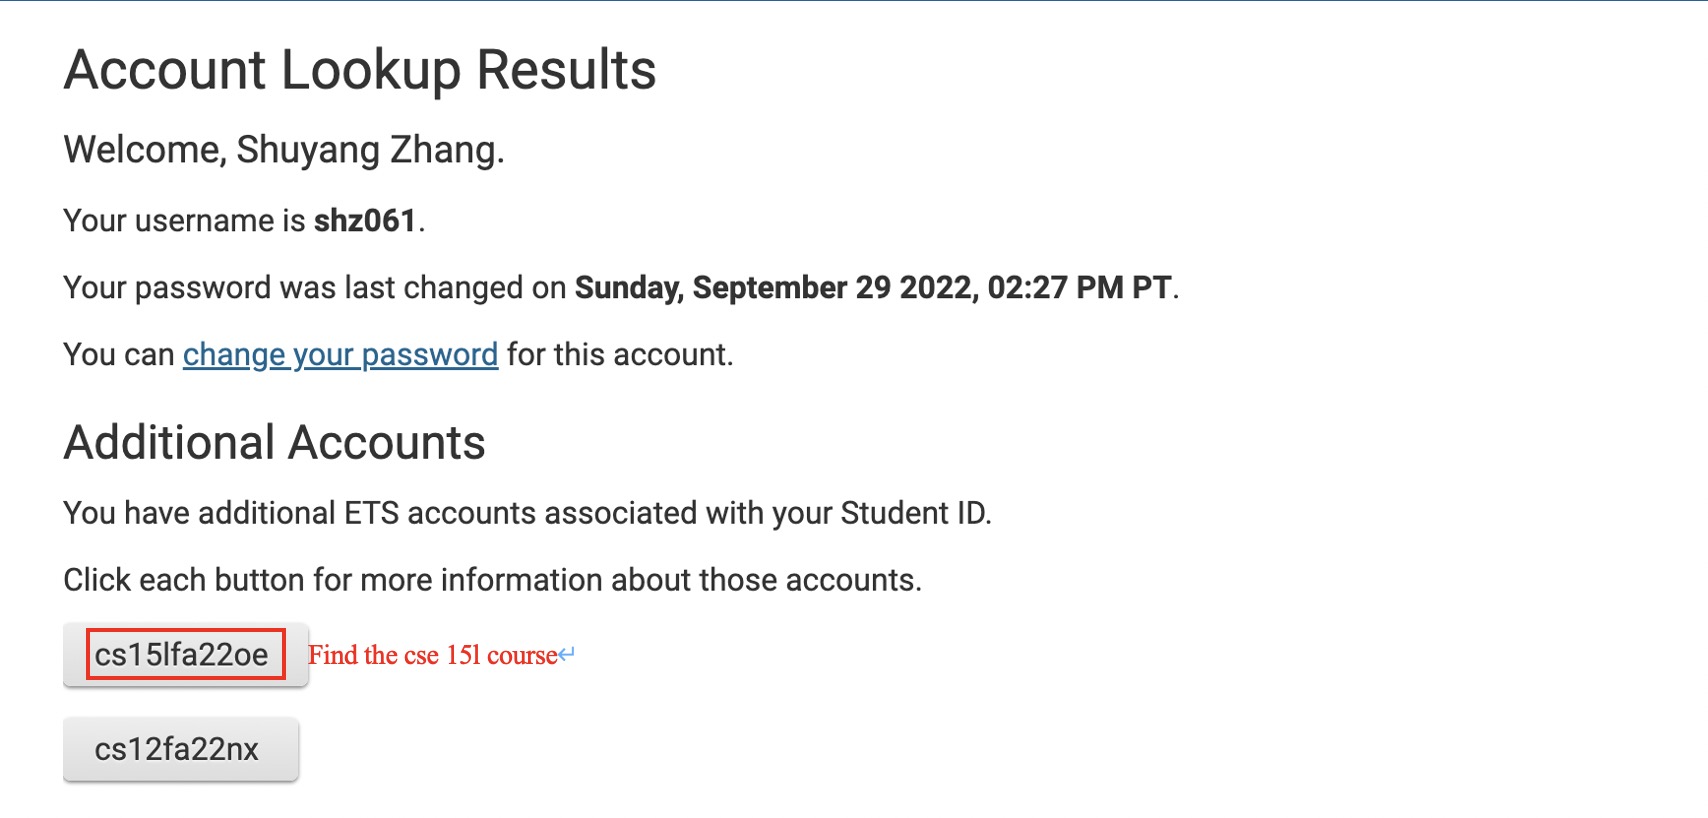 Account Lookup Results
Welcome, Shuyang Zhang.
Your username is shz061.
Your password was last changed on Sunday, September 29 2022, 02:27 PM PT.
You can change your password for this account.
Additional Accounts
You have additional ETS accounts associated with your Student ID.
Click each button for more information about those accounts.
cs15lfa22oe Find the cse 15l course↵
cs12fa22nx